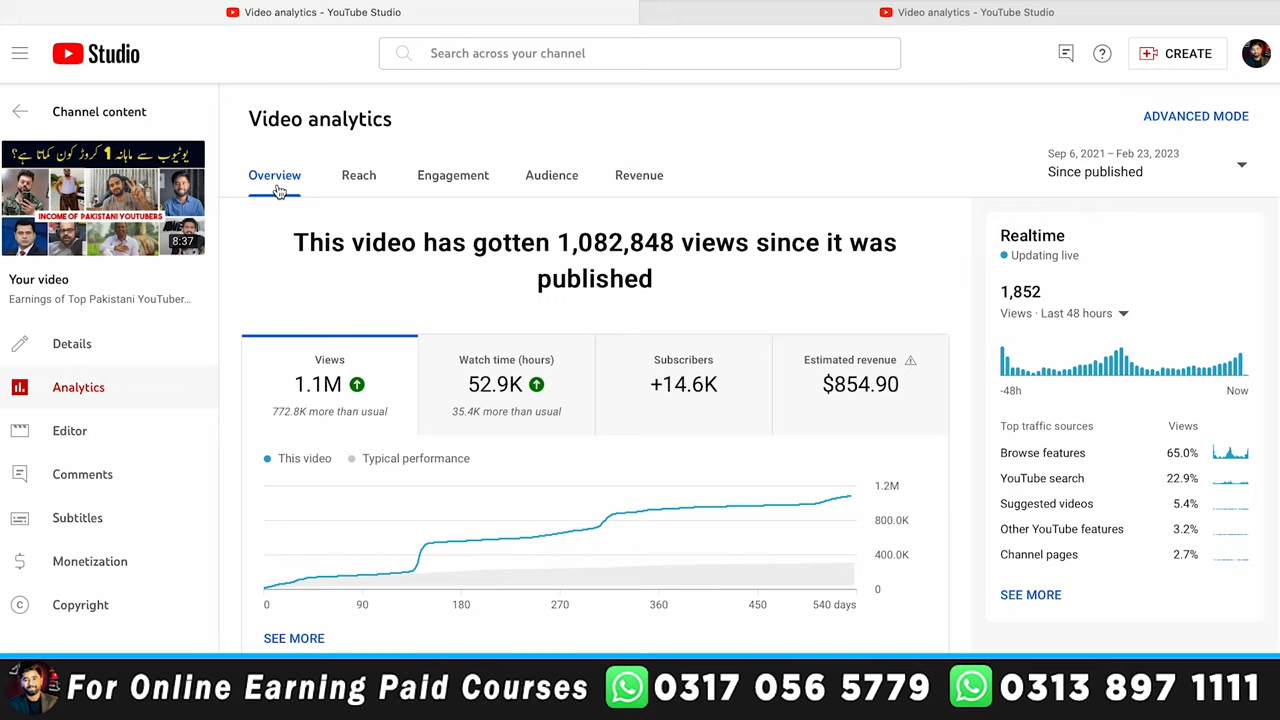 Video analytics - YouTube Studio
Video analytics - YouTube Studio
Studio
Search across your channel
CREATE
Channel content
یوٹیوب سے ماہانہ 1 کروڑ کون کماتا ہے؟
INCOME OF PAKISTANI YOUTUBERS
8:37
Your video
Earnings of Top Pakistani YouTuber...
Details
Analytics
Editor
Comments
Subtitles
Monetization
Copyright
Video analytics
ADVANCED MODE
Overview
Reach
Engagement
Audience
Revenue
Sep 6, 2021 – Feb 23, 2023
Since published
This video has gotten 1,082,848 views since it was
published
Views
1.1M
772.8K more than usual
Watch time (hours)
52.9K
35.4K more than usual
Subscribers
+14.6K
Estimated revenue
$854.90
This video
Typical performance
1.2M
800.0K
400.0K
0
0 90 180 270 360 450 540 days
SEE MORE
Realtime
Updating live
1,852
Views · Last 48 hours
-48h Now
Top traffic sources Views
Browse features 65.0%
YouTube search 22.9%
Suggested videos 5.4%
Other YouTube features 3.2%
Channel pages 2.7%
SEE MORE
For Online Earning Paid Courses 0317 056 5779 0313 897 1111